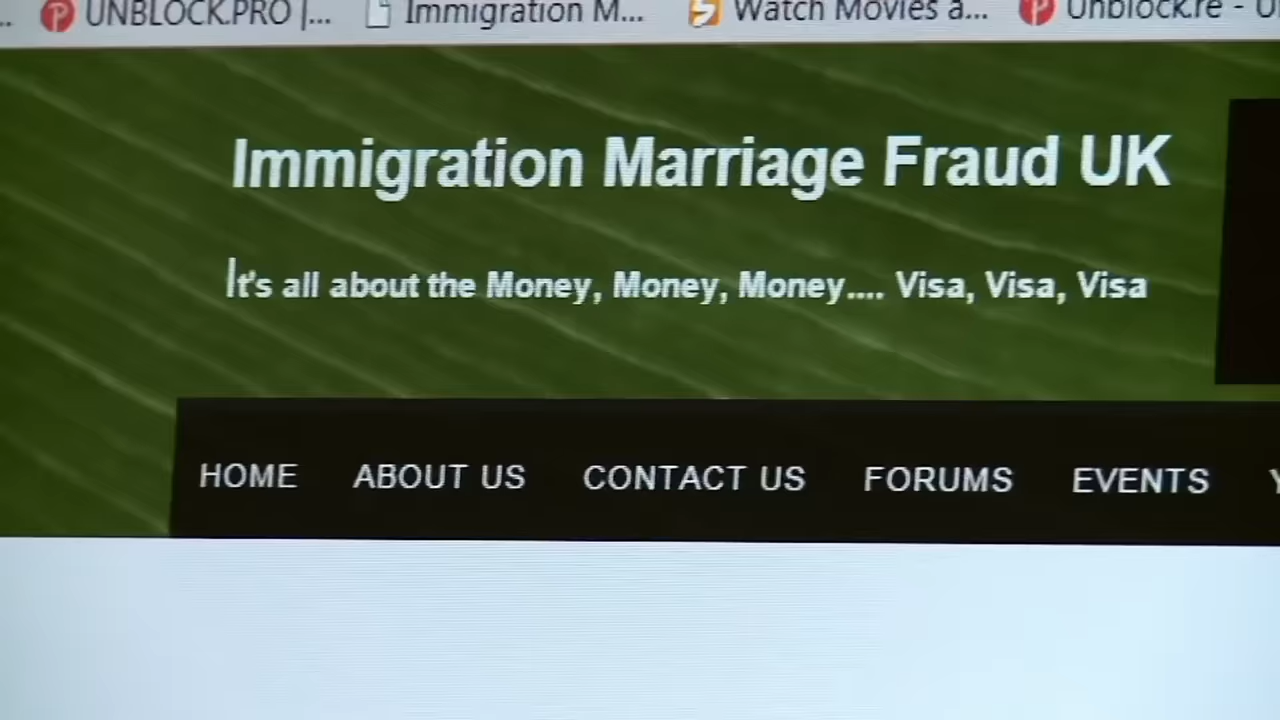 UNBLOCK.PRO |... Immigration M... Watch Movies a... Unblock.re -
Immigration Marriage Fraud UK
It's all about the Money, Money, Money.... Visa, Visa, Visa
HOME ABOUT US CONTACT US FORUMS EVENTS